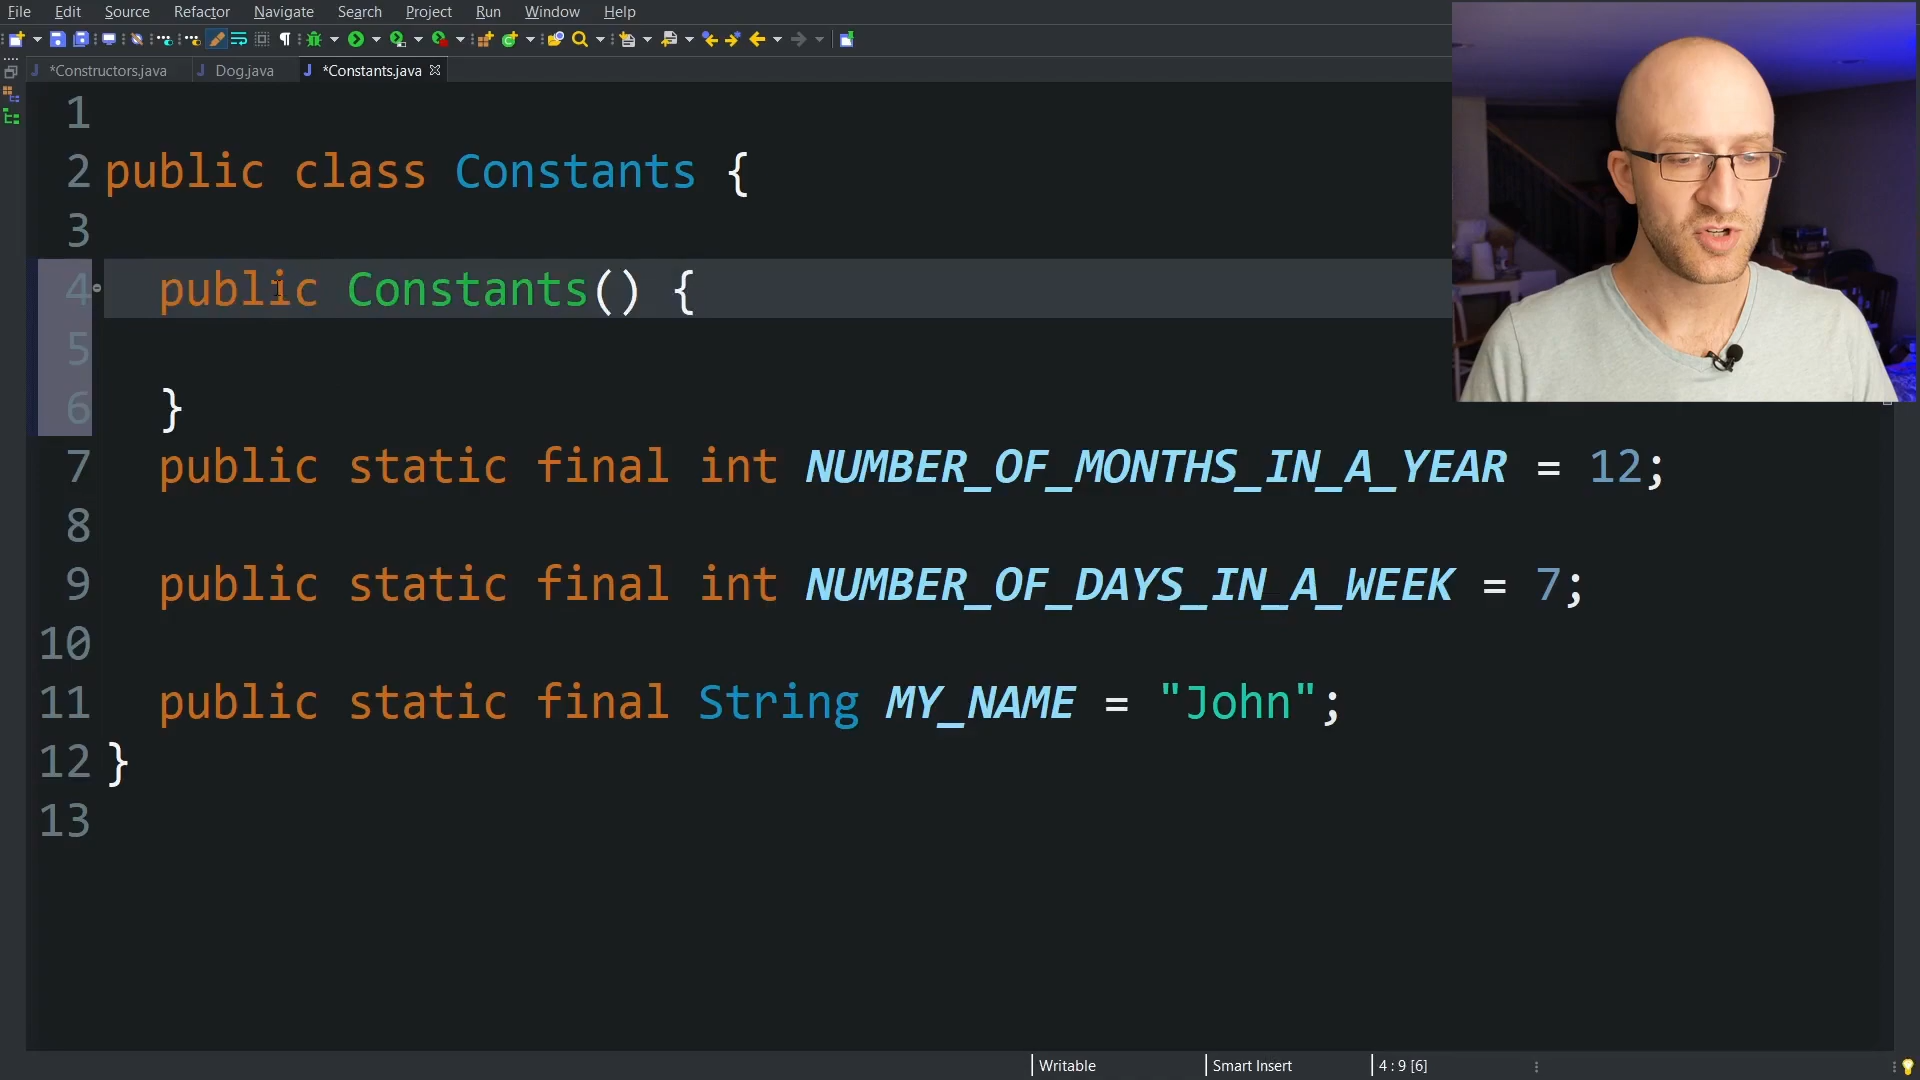 File Edit Source Refactor Navigate Search Project Run Window Help
*Constructors.java Dog.java *Constants.java
1
2 public class Constants {
3
4 public Constants() {
5
6 }
7 public static final int NUMBER_OF_MONTHS_IN_A_YEAR = 12;
8
9 public static final int NUMBER_OF_DAYS_IN_A_WEEK = 7;
10
11 public static final String MY_NAME = "John";
12 }
13
Writable Smart Insert 4 : 9 [6]